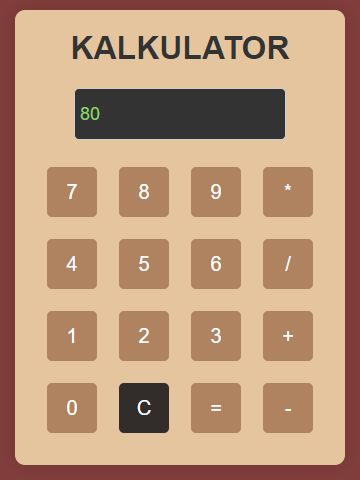 KALKULATOR
80
7 8 9 *
4 5 6 /
1 2 3 +
0 C = -